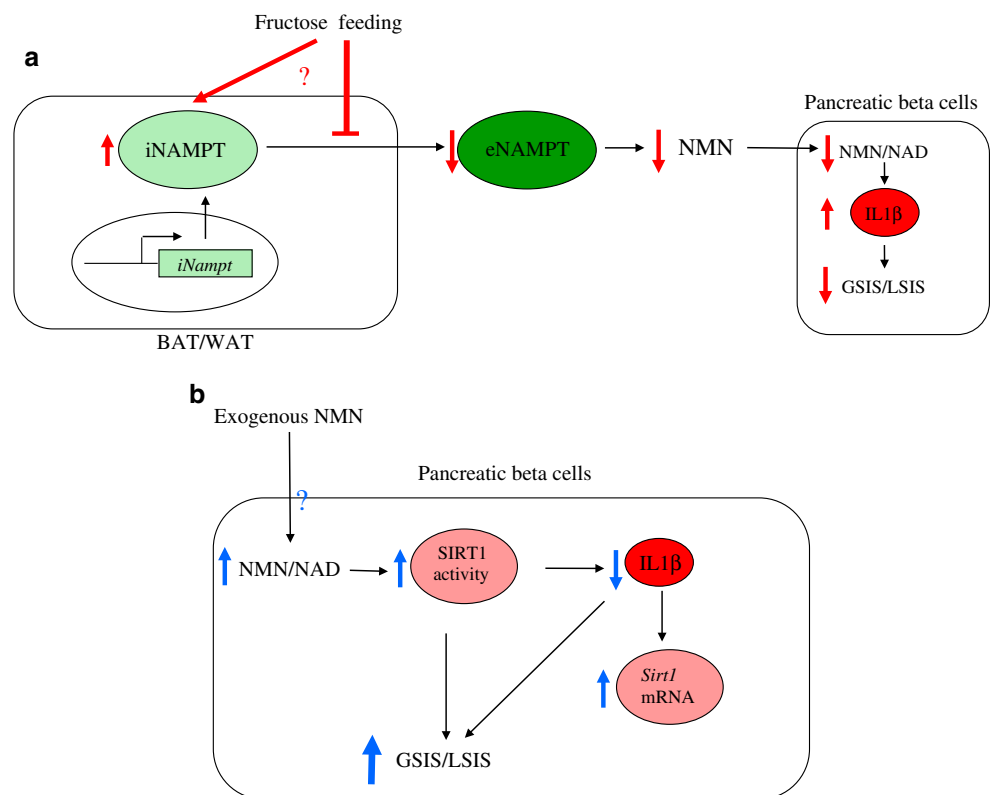 Fructose feeding
a
?
Pancreatic beta cells
iNAMPT
eNAMPT
NMN
NMN/NAD
IL1β
iNampt
GSIS/LSIS
BAT/WAT
b
Exogenous NMN
Pancreatic beta cells
?
NMN/NAD
SIRT1
activity
IL1β
Sirt1
mRNA
GSIS/LSIS